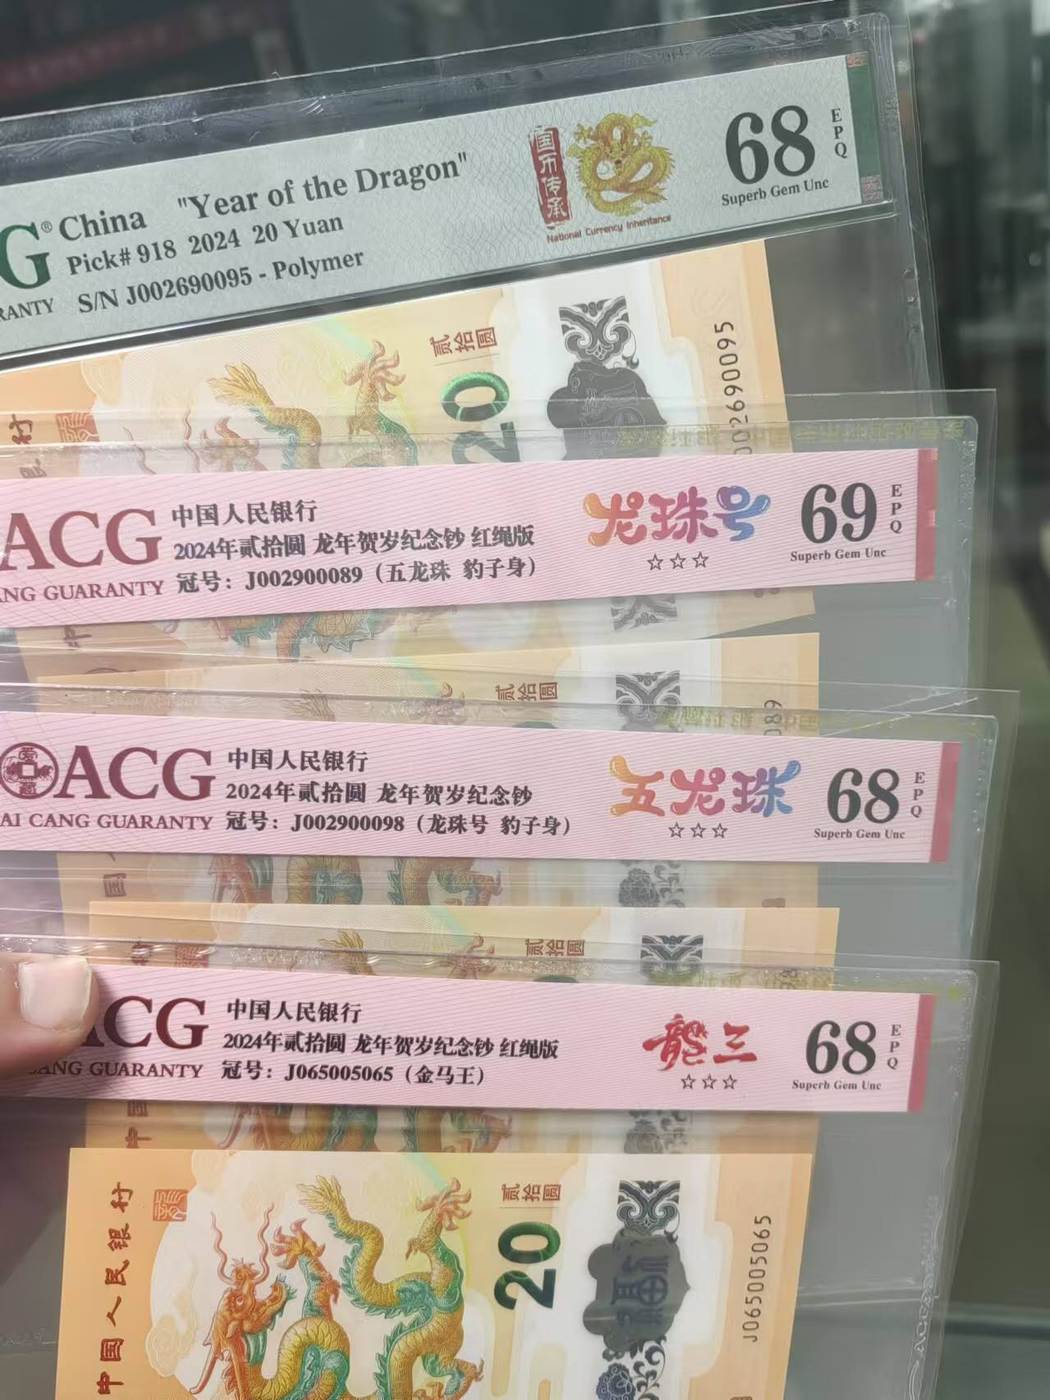 G® China "Year of the Dragon"
Pick# 918 2024 20 Yuan
RANTY S/N J002690095 - Polymer
国币传承
National Currency Inheritance
68
EPQ
Superb Gem Unc
贰拾圆
20
002690095
ACG
NG GUARANTY
中国人民银行
2024年贰拾圆 龙年贺岁纪念钞 红绳版
冠号：J002900089（五龙珠 豹子身）
龙珠号
☆☆☆
69
EPQ
Superb Gem Unc
贰拾圆
089
ACG
AI CANG GUARANTY
中国人民银行
2024年贰拾圆 龙年贺岁纪念钞
冠号：J002900098（龙珠号 豹子身）
五龙珠
☆☆☆
68
EPQ
Superb Gem Unc
贰拾圆
ACG
CANG GUARANTY
中国人民银行
2024年贰拾圆 龙年贺岁纪念钞 红绳版
冠号：J065005065（金马王）
龍三
☆☆☆
68
EPQ
Superb Gem Unc
中国人民银行
贰拾圆
20
福
J065005065